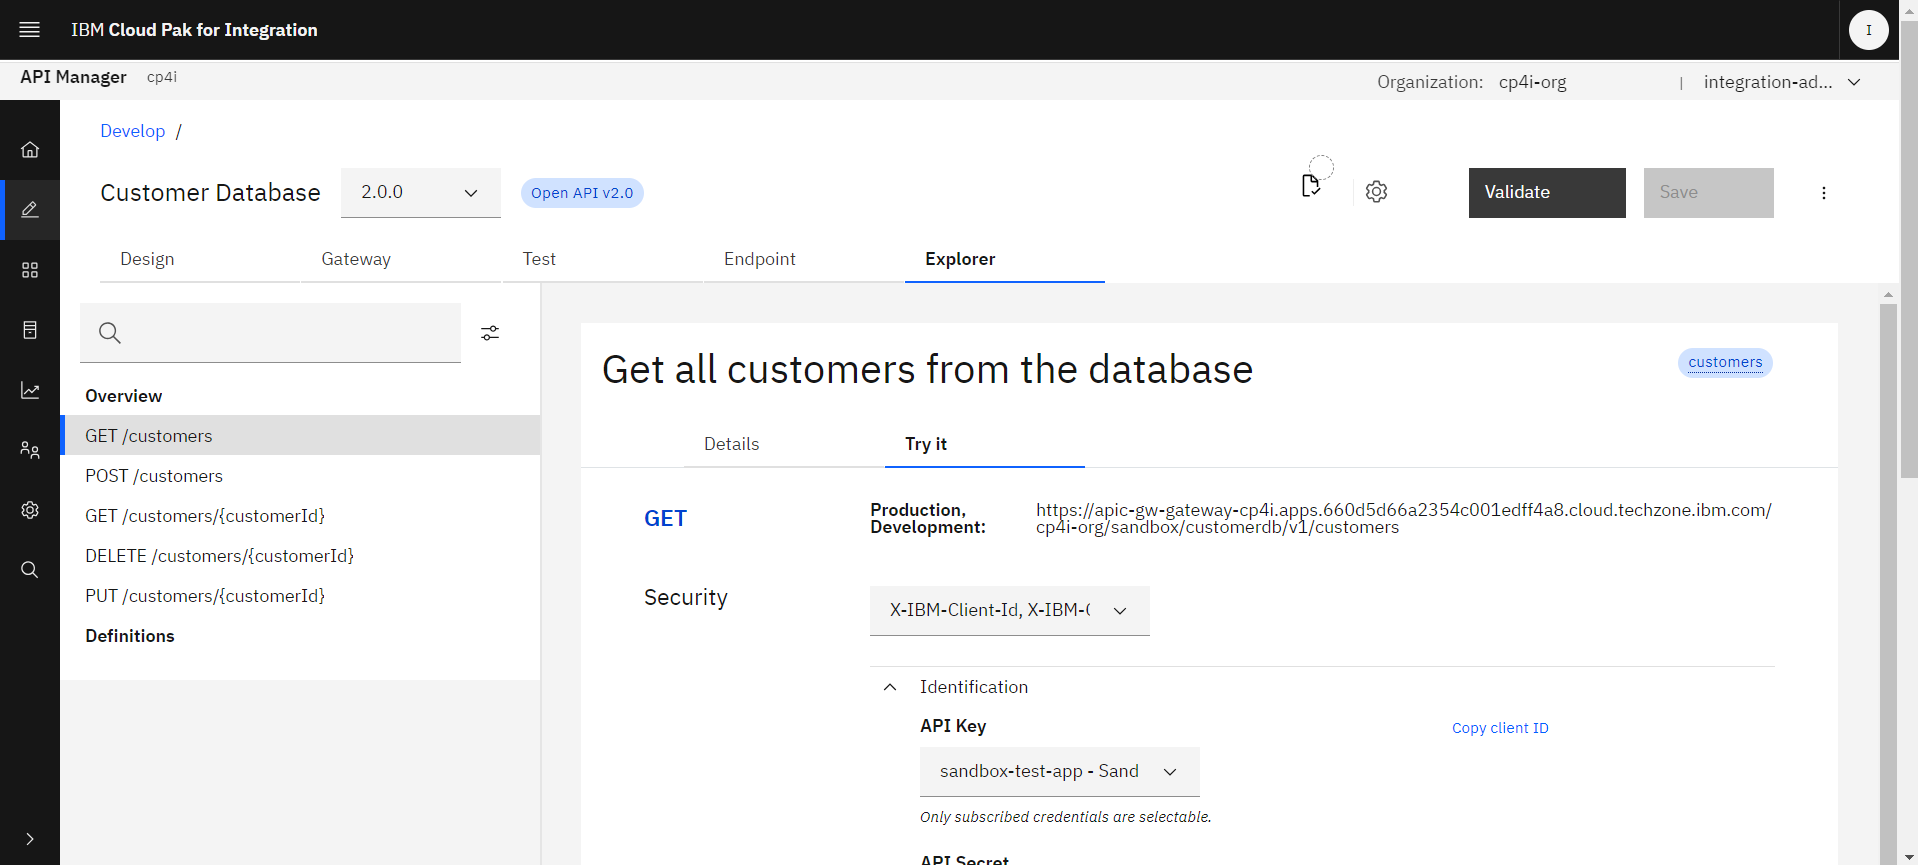 IBM Cloud Pak for Integration
I
API Manager cp4i
Organization: cp4i-org | integration-ad...
Develop /
Customer Database 2.0.0 Open API v2.0
Validate Save
Design Gateway Test Endpoint Explorer
Overview
GET /customers
POST /customers
GET /customers/{customerId}
DELETE /customers/{customerId}
PUT /customers/{customerId}
Definitions
Get all customers from the database
customers
Details Try it
GET
Production,
Development:
https://apic-gw-gateway-cp4i.apps.660d5d66a2354c001edff4a8.cloud.techzone.ibm.com/
cp4i-org/sandbox/customerdb/v1/customers
Security
X-IBM-Client-Id, X-IBM-
Identification
API Key
Copy client ID
sandbox-test-app - Sand
Only subscribed credentials are selectable.
API Secret